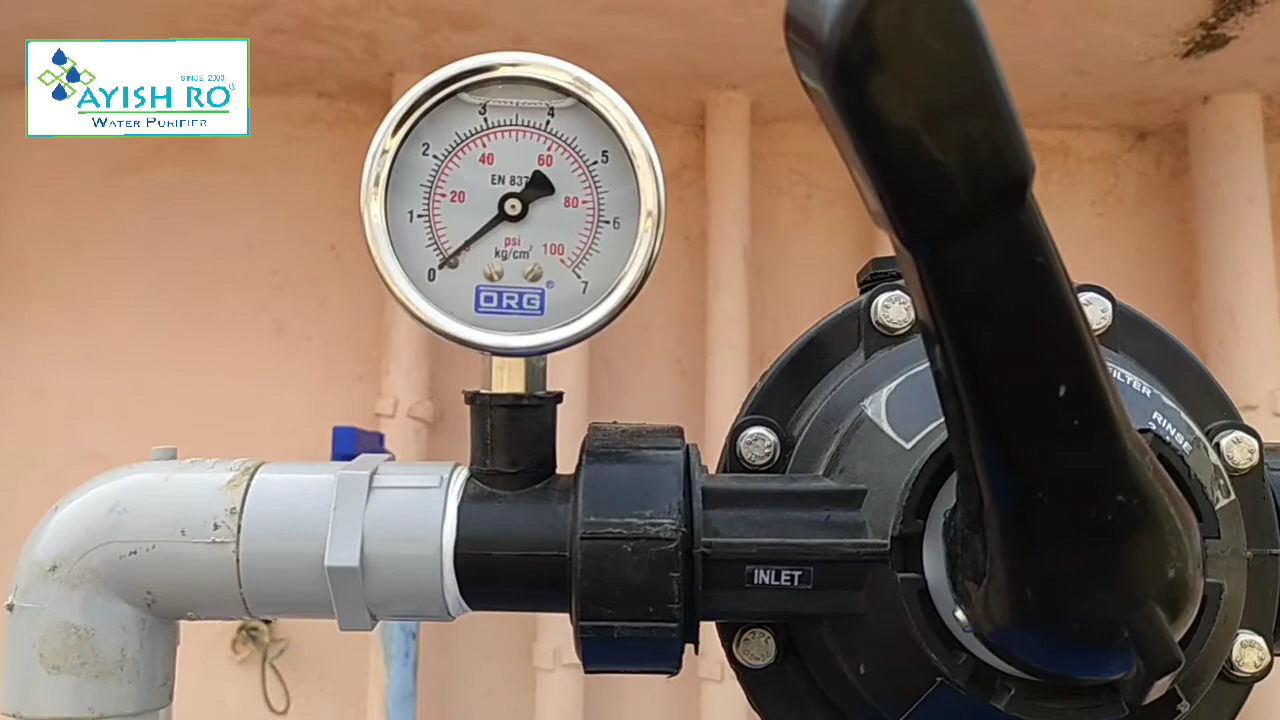 SINCE 2003
AYISH RO
WATER PURIFIER
0
1
2
3
4
5
6
7
20
40
60
80
100
EN 837
psi
kg/cm²
ORG®
INLET
FILTER
RINSE